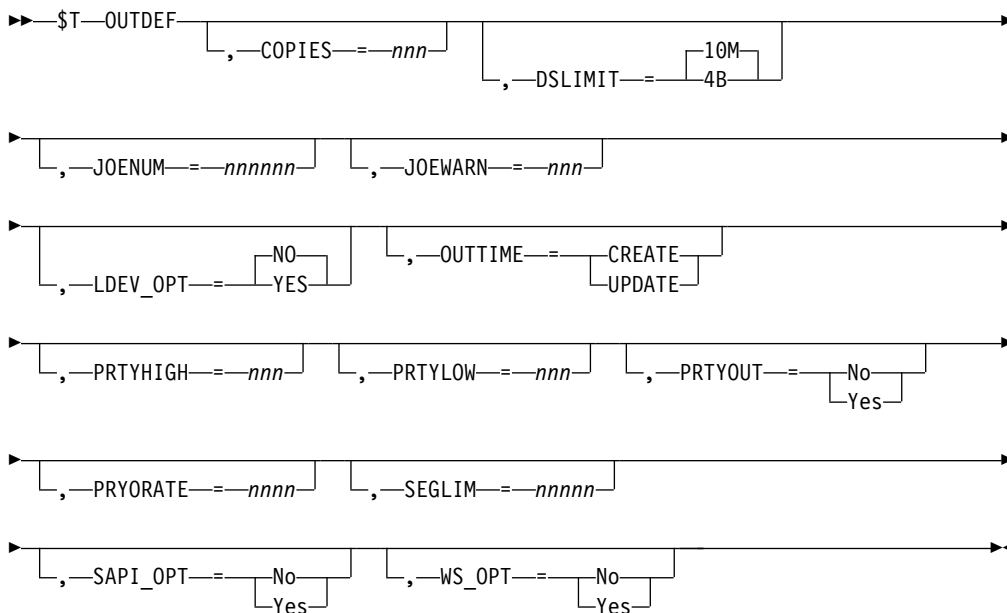 $T OUTDEF , COPIES = nnn , DSLIMIT = 10M
4B
, JOENUM = nnnnnn , JOEWARN = nnn
, LDEV_OPT = NO
YES , OUTTIME = CREATE
UPDATE
, PRTYHIGH = nnn , PRTYLOW = nnn , PRTYOUT = No
Yes
, PRYORATE = nnnn , SEGLIM = nnnnn
, SAPI_OPT = No
Yes , WS_OPT = No
Yes